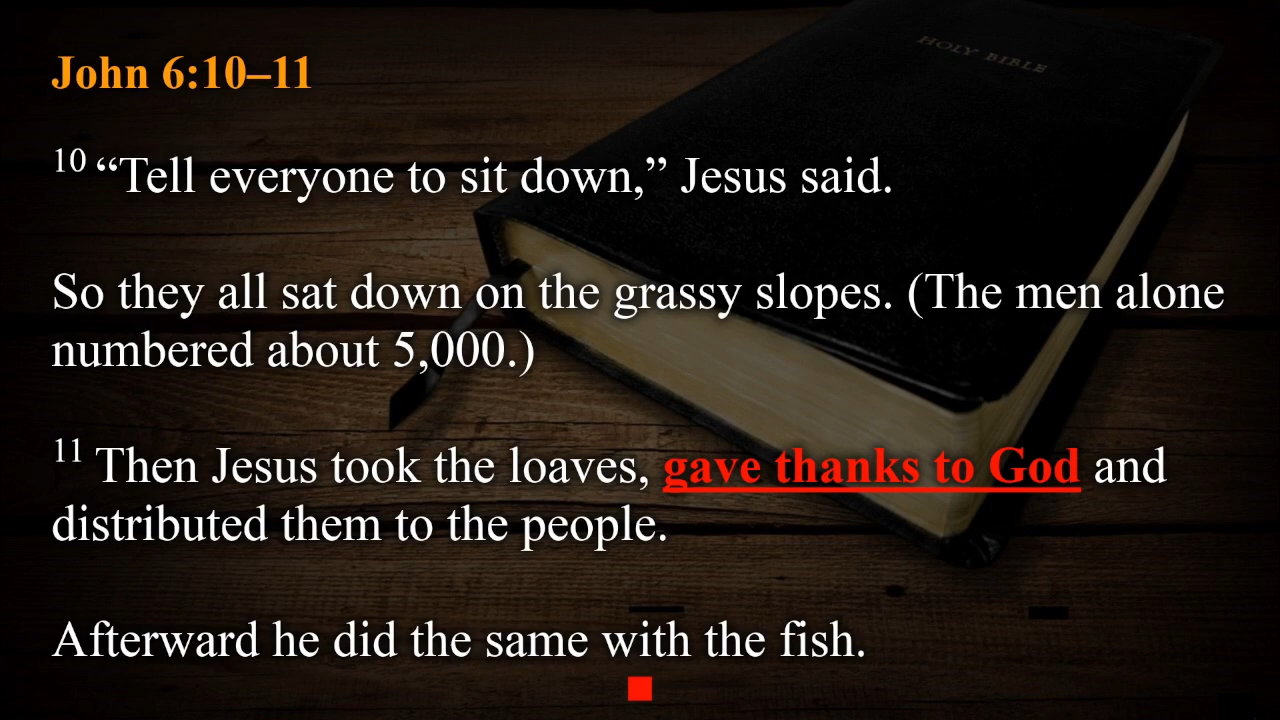 HOLY BIBLE
John 6:10–11
¹⁰ “Tell everyone to sit down,” Jesus said.
So they all sat down on the grassy slopes. (The men alone
numbered about 5,000.)
¹¹ Then Jesus took the loaves, gave thanks to God and
distributed them to the people.
Afterward he did the same with the fish.